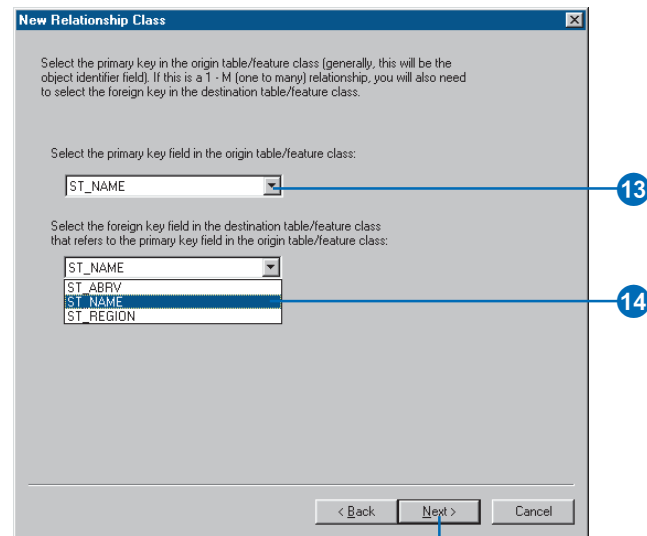 New Relationship Class
Select the primary key in the origin table/feature class (generally, this will be the
object identifier field). If this is a 1 - M (one to many) relationship, you will also need
to select the foreign key in the destination table/feature class.
Select the primary key field in the origin table/feature class:
ST_NAME
13
Select the foreign key field in the destination table/feature class
that refers to the primary key field in the origin table/feature class:
ST_NAME
ST_ABRV
ST_NAME
14
ST_REGION
< Back Next > Cancel